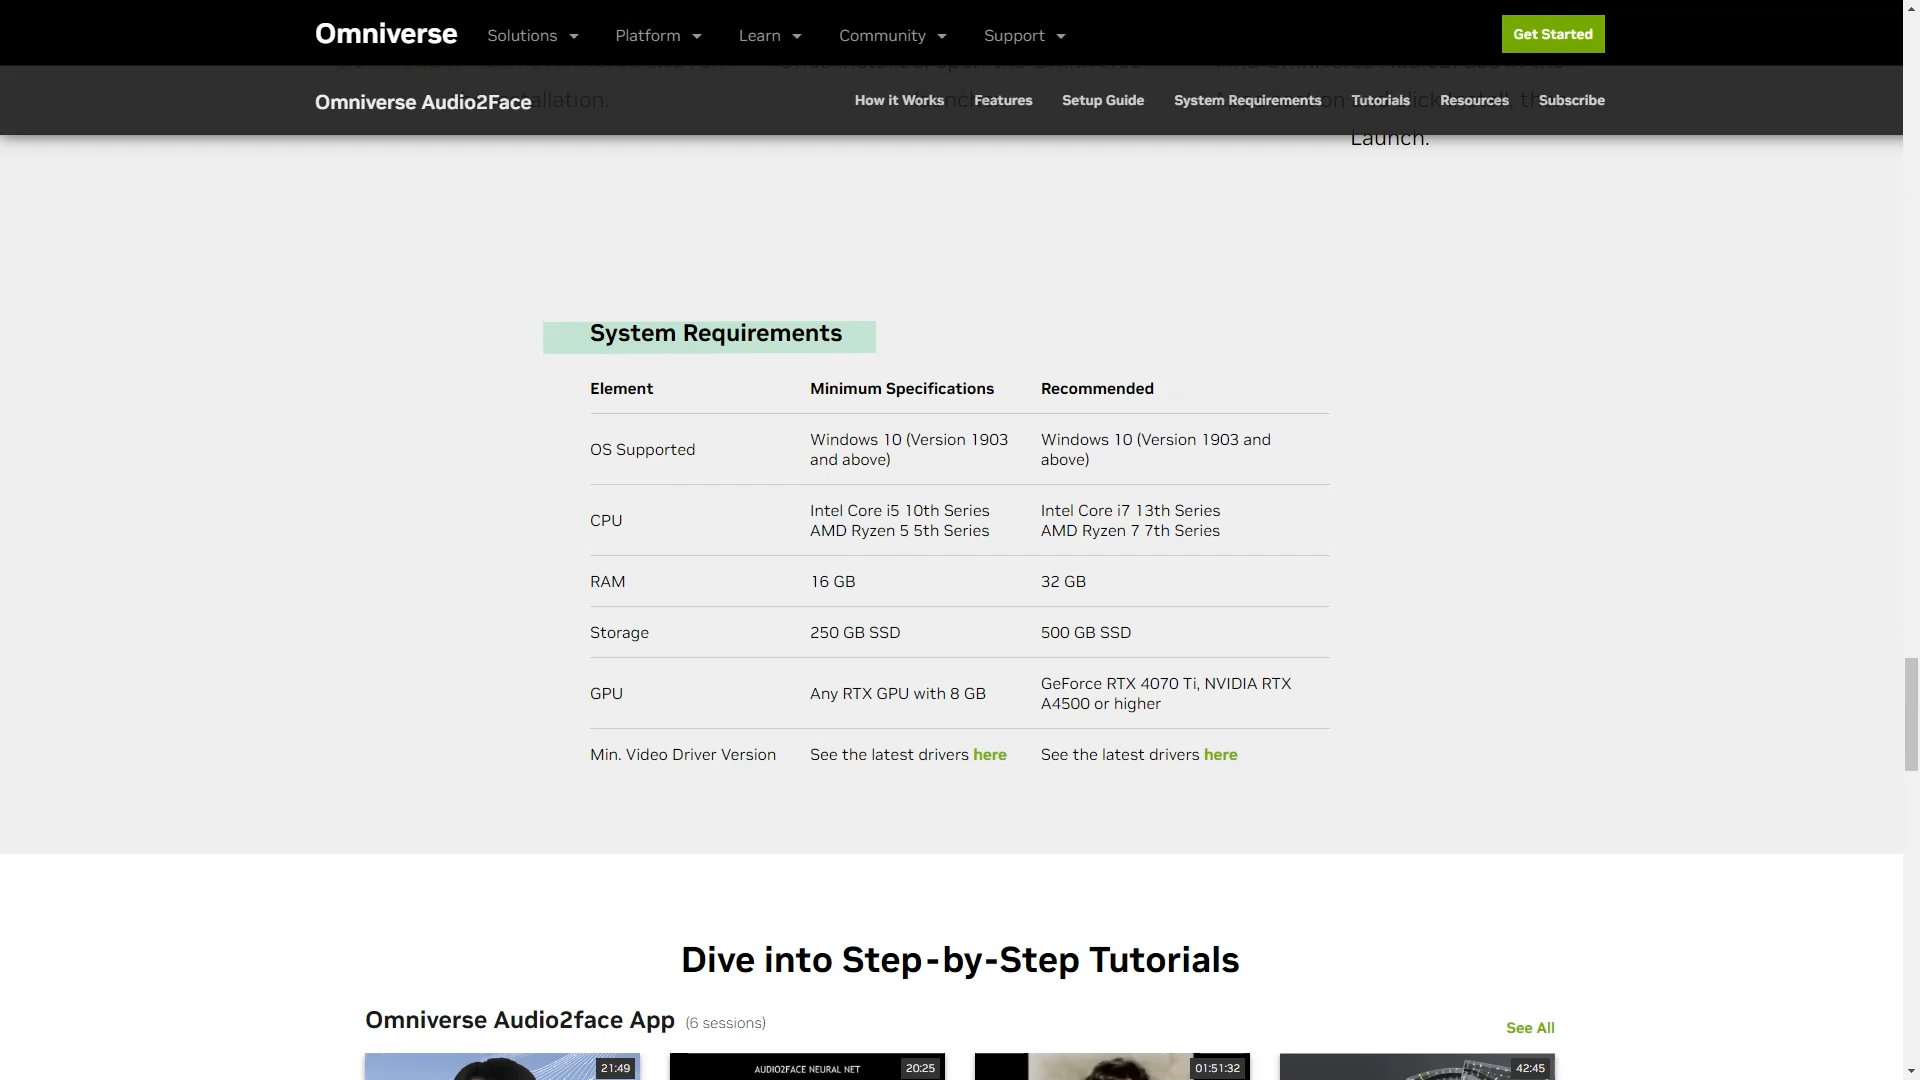 Omniverse Solutions Platform Learn Community Support Get Started
Omniverse Audio2Face How it Works Features Setup Guide System Requirements Tutorials Resources Subscribe
Launch.
System Requirements
Element Minimum Specifications Recommended
OS Supported Windows 10 (Version 1903 and above) Windows 10 (Version 1903 and above)
CPU Intel Core i5 10th Series Intel Core i7 13th Series
AMD Ryzen 5 5th Series AMD Ryzen 7 7th Series
RAM 16 GB 32 GB
Storage 250 GB SSD 500 GB SSD
GPU Any RTX GPU with 8 GB GeForce RTX 4070 Ti, NVIDIA RTX
A4500 or higher
Min. Video Driver Version See the latest drivers here See the latest drivers here
Dive into Step-by-Step Tutorials
Omniverse Audio2face App (6 sessions) See All
21:49 AUDIO2FACE NEURAL NET 20:25 01:51:32 42:45